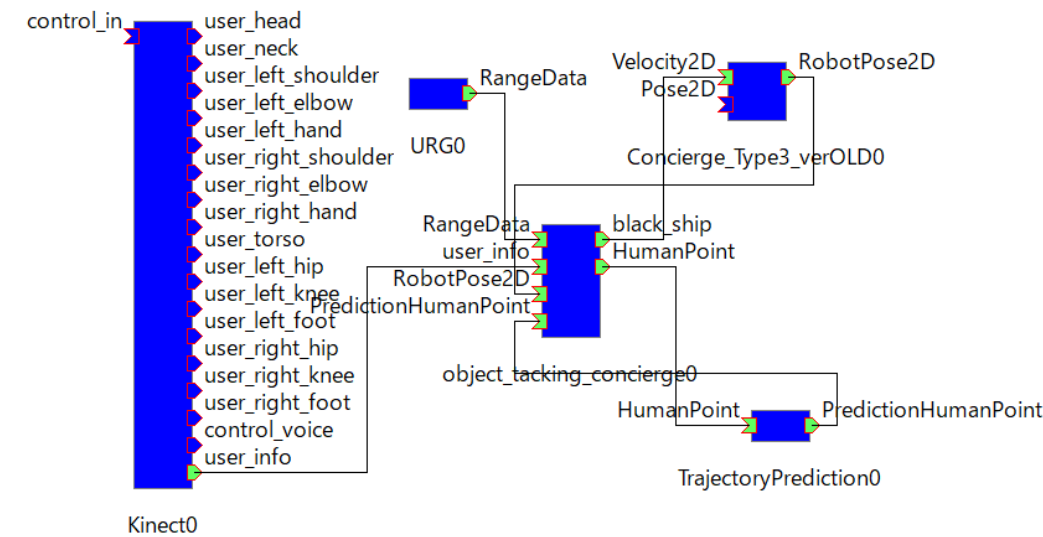 control_in
user_head
user_neck
user_left_shoulder
user_left_elbow
user_left_hand
user_right_shoulder
user_right_elbow
user_right_hand
user_torso
user_left_hip
user_left_knee
user_left_foot
user_right_hip
user_right_knee
user_right_foot
control_voice
user_info
Kinect0
RangeData
URG0
Velocity2D
Pose2D
RobotPose2D
Concierge_Type3_verOLD0
RangeData
user_info
RobotPose2D
PredictionHumanPoint
black_ship
HumanPoint
object_tacking_concierge0
HumanPoint
PredictionHumanPoint
TrajectoryPrediction0